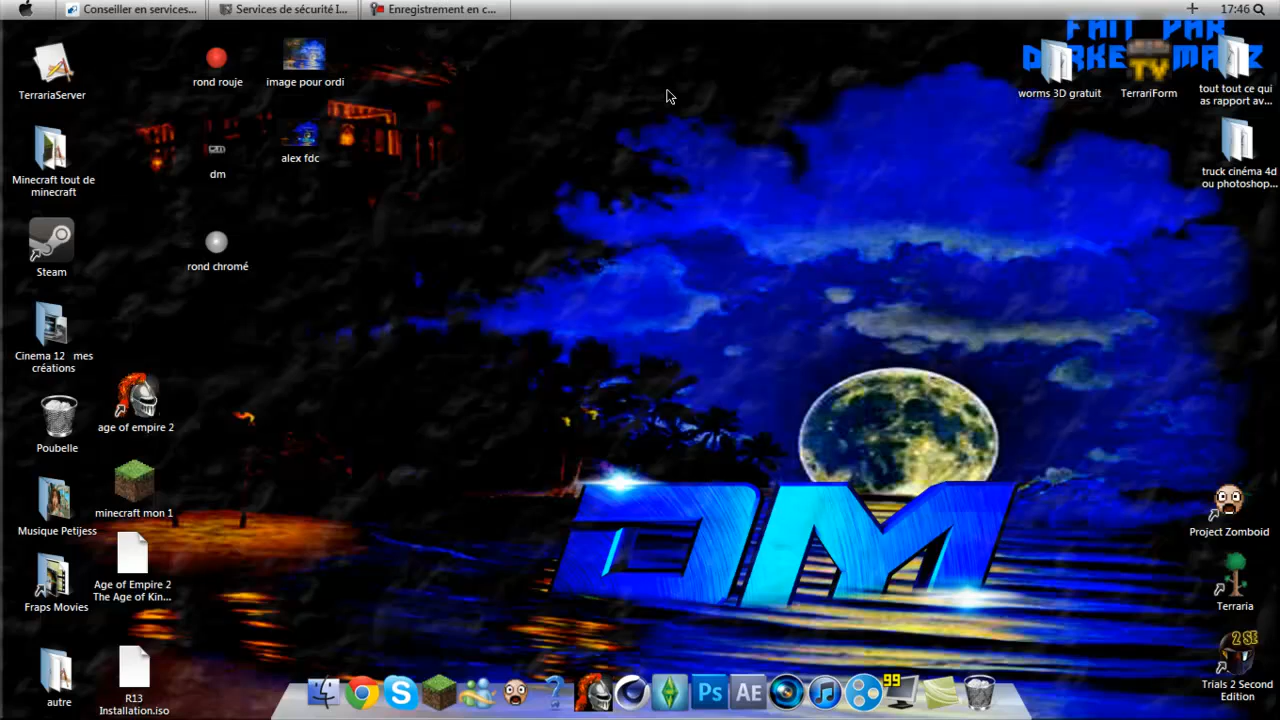 Conseiller en services...
Services de sécurité I...
Enregistrement en c...
17:46
FAIT PAR
TerrariaServer
rond rouje
image pour ordi
worms 3D gratuit
TV
TerrariForm
tout tout ce qui
as rapport av...
Minecraft tout de
minecraft
dm
alex fdc
truck cinéma 4d
ou photoshop...
Steam
rond chromé
Cinema 12 mes
créations
age of empire 2
Poubelle
minecraft mon 1
Musique Petijess
DM
Project Zomboid
Age of Empire 2
The Age of Kin...
Fraps Movies
Terraria
2 SE
autre
R13
Installation.iso
Ps
AE
99
Trials 2 Second
Edition